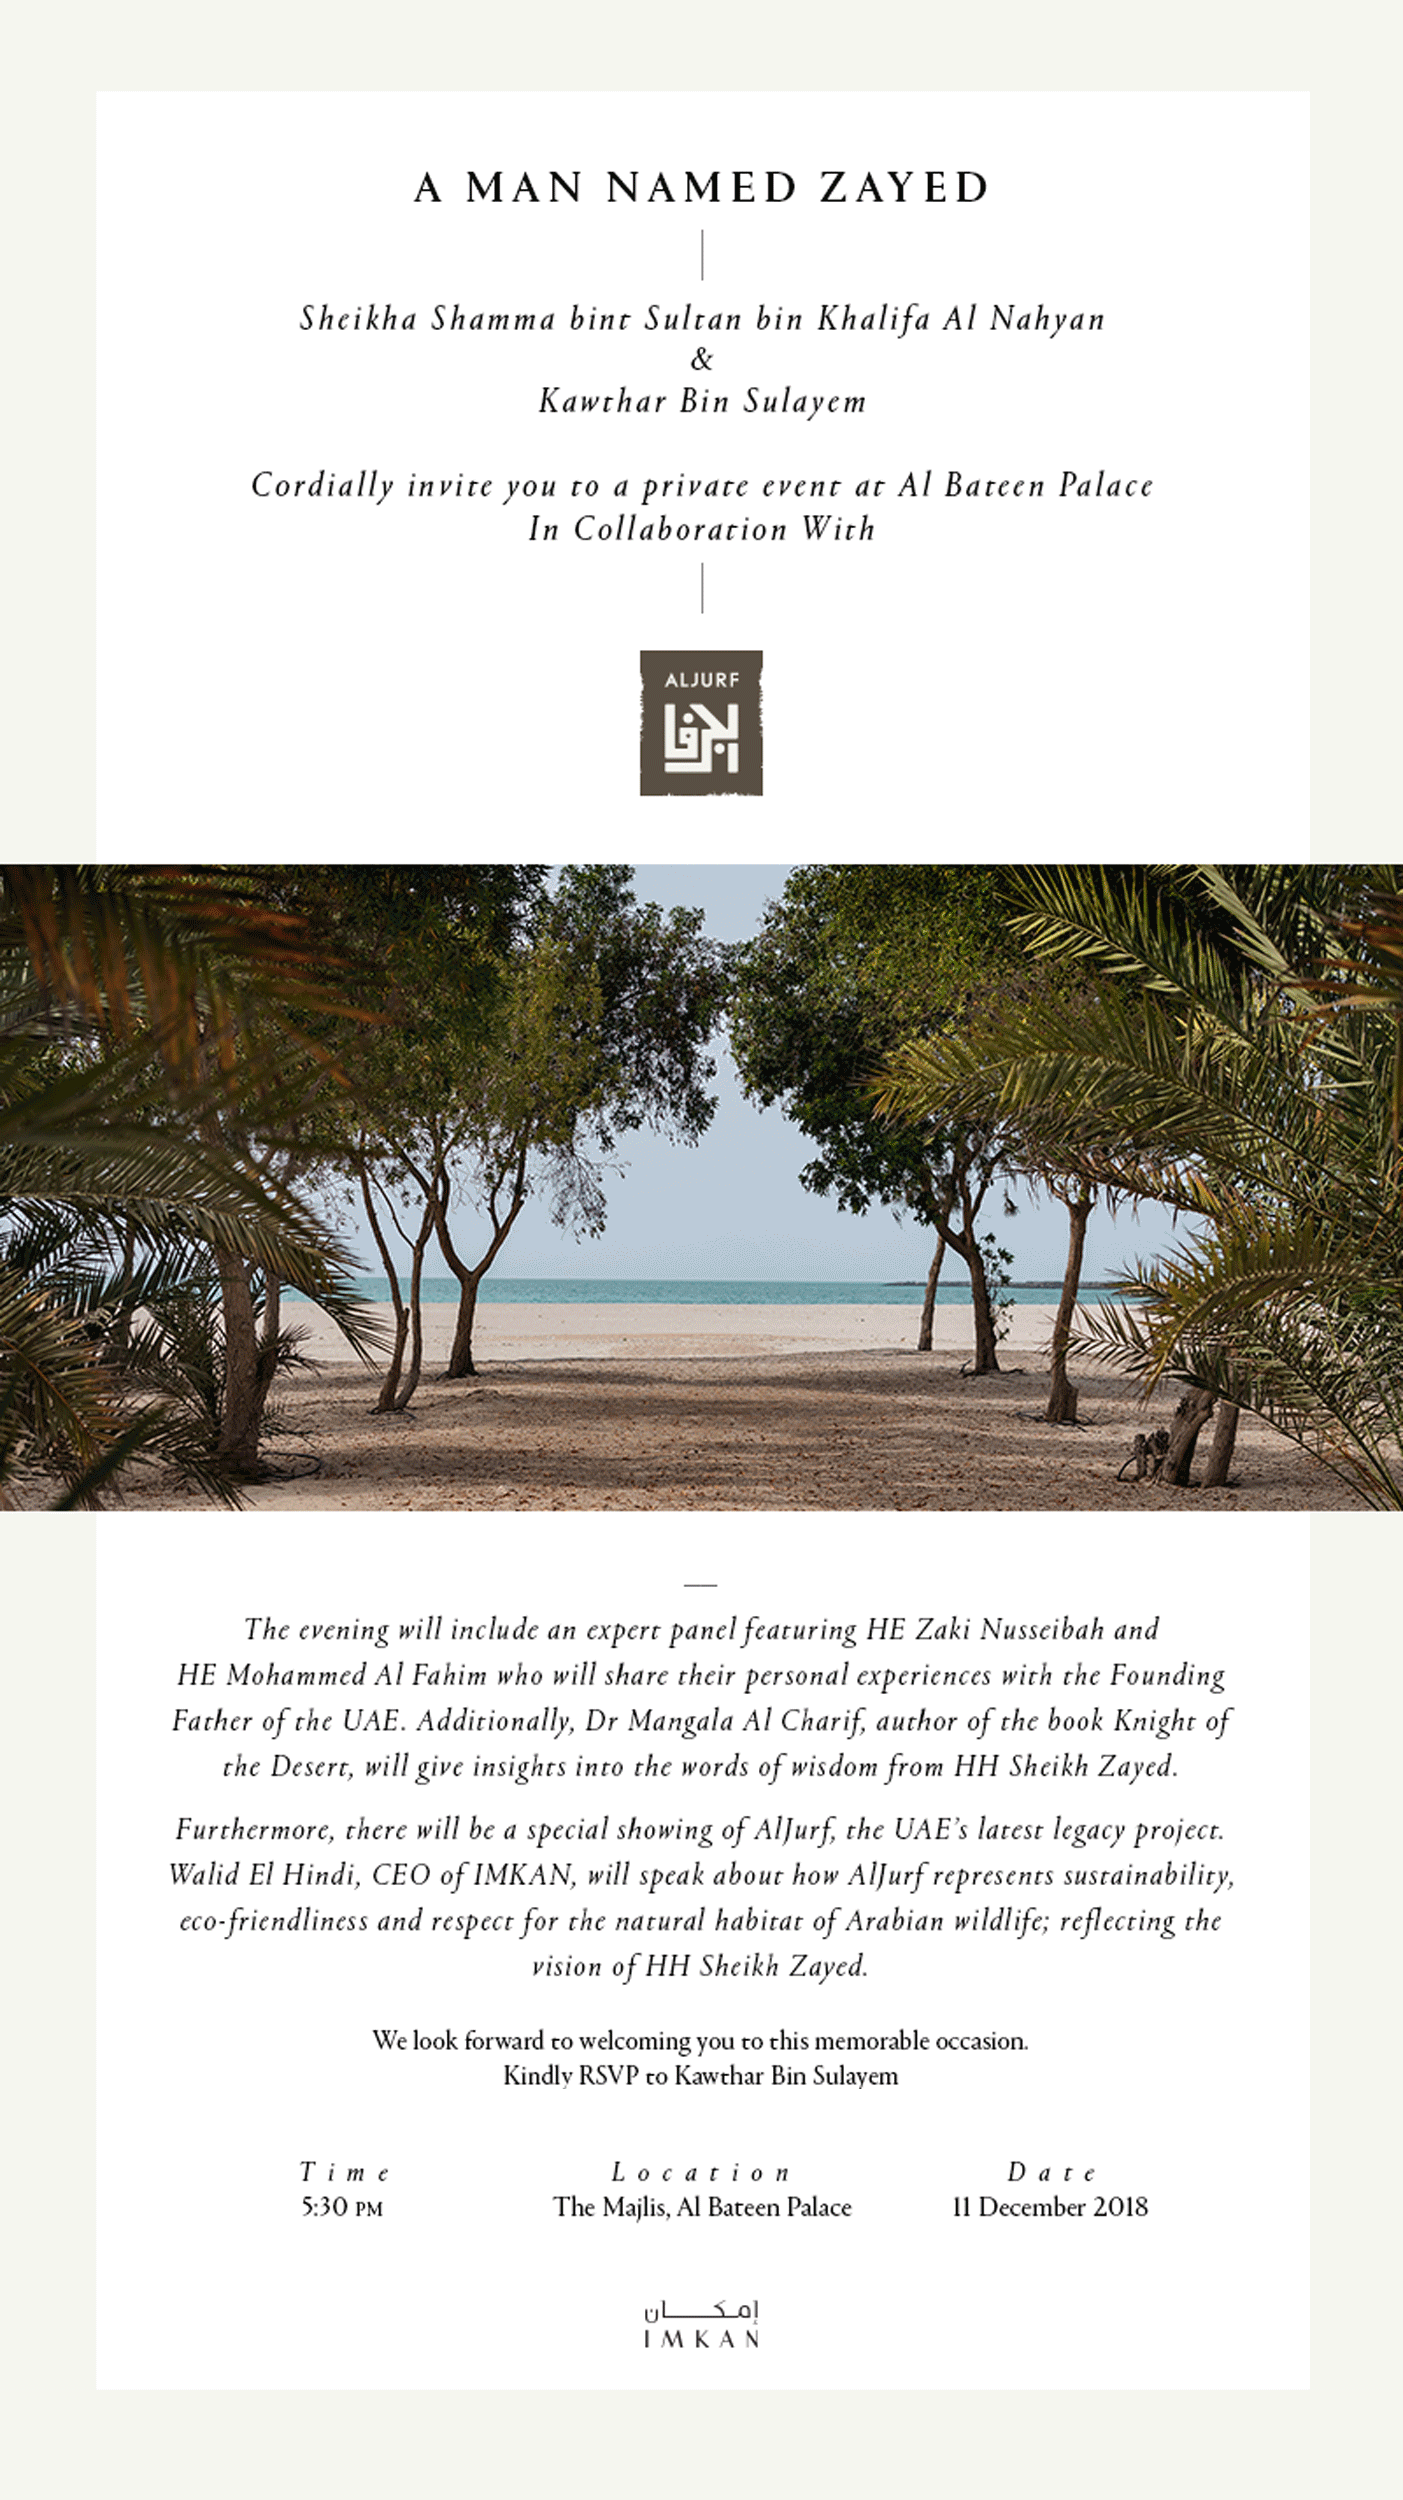 A MAN NAMED ZAYED
Sheikha Shamma bint Sultan bin Khalifa Al Nahyan
&
Kawthar Bin Sulayem
Cordially invite you to a private event at Al Bateen Palace
In Collaboration With
ALJURF
الجرف
The evening will include an expert panel featuring HE Zaki Nusseibah and
HE Mohammed Al Fahim who will share their personal experiences with the Founding
Father of the UAE. Additionally, Dr Mangala Al Charif, author of the book Knight of
the Desert, will give insights into the words of wisdom from HH Sheikh Zayed.
Furthermore, there will be a special showing of AlJurf, the UAE’s latest legacy project.
Walid El Hindi, CEO of IMKAN, will speak about how AlJurf represents sustainability,
eco-friendliness and respect for the natural habitat of Arabian wildlife; reflecting the
vision of HH Sheikh Zayed.
We look forward to welcoming you to this memorable occasion.
Kindly RSVP to Kawthar Bin Sulayem
Time Location Date
5:30 PM The Majlis, Al Bateen Palace 11 December 2018
إمكان
IMKAN